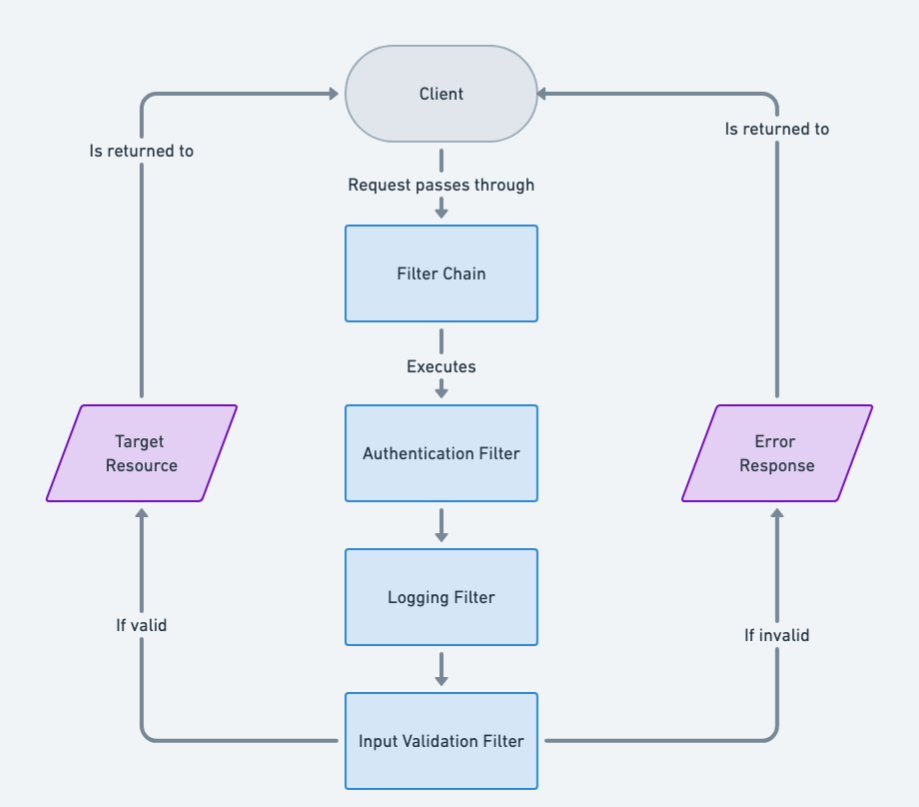 Client
Is returned to
Is returned to
Request passes through
Filter Chain
Executes
Target
Resource
Authentication Filter
Error
Response
Logging Filter
If valid
If invalid
Input Validation Filter